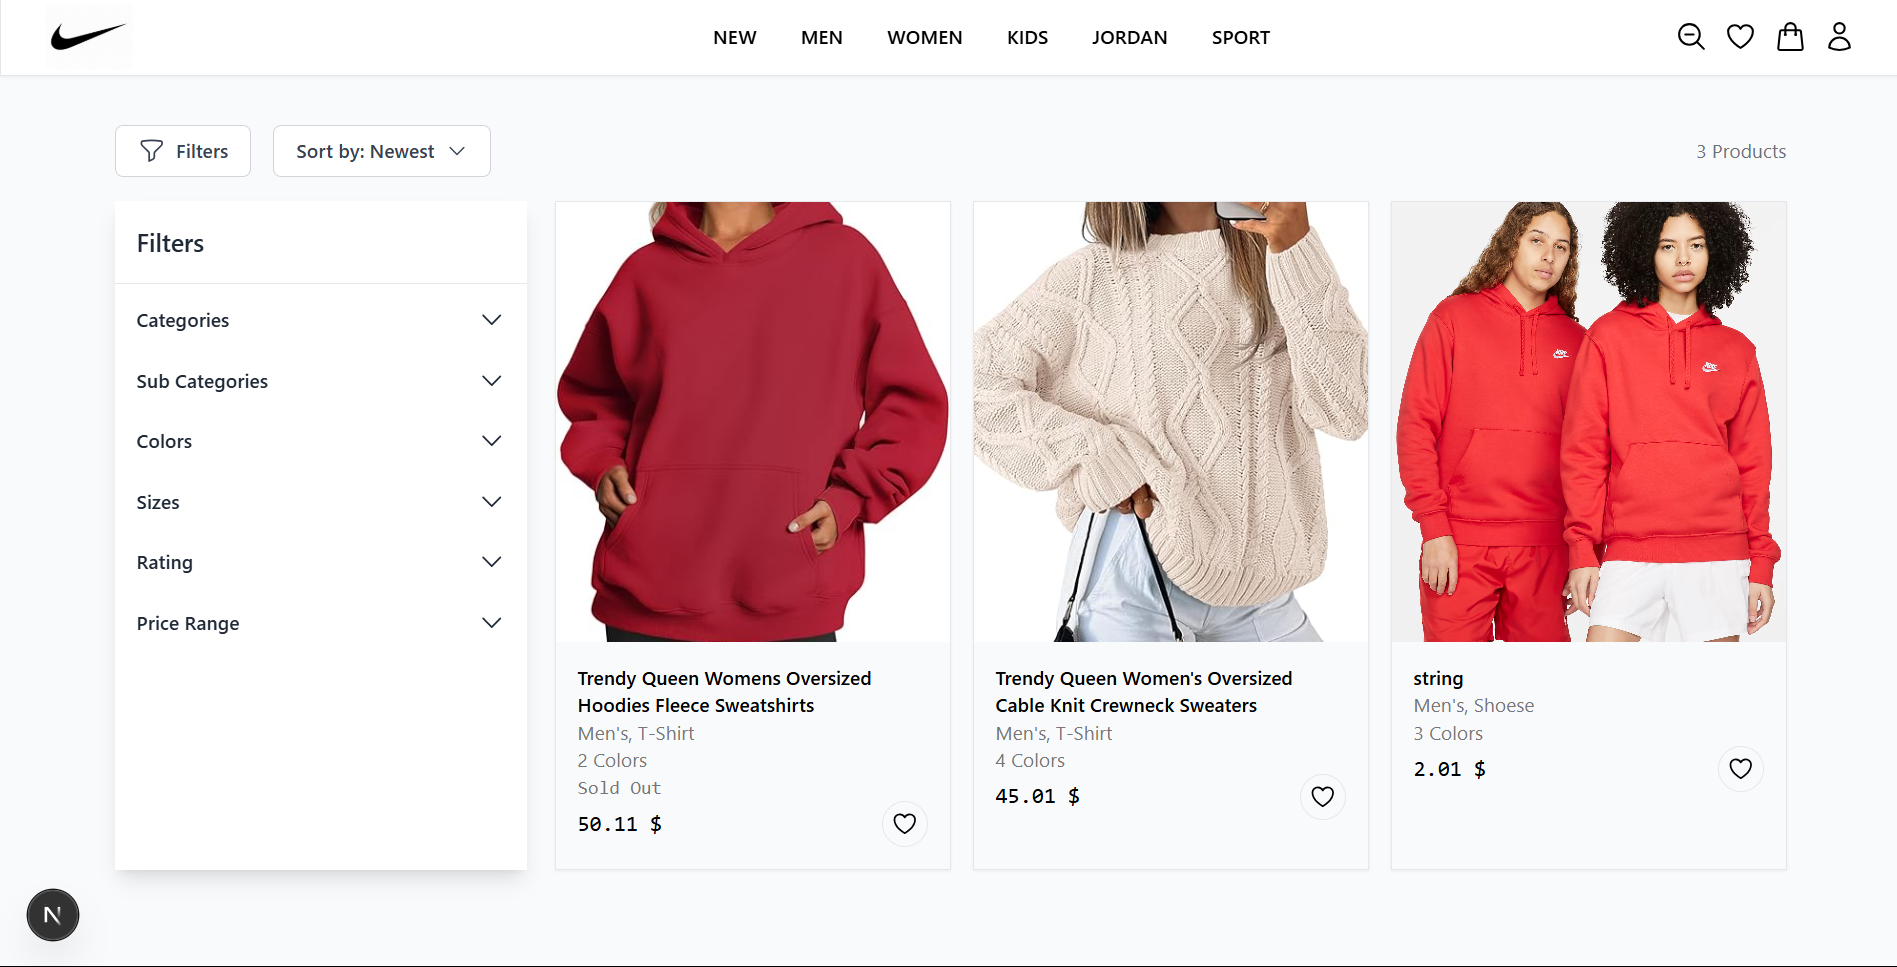 NEW MEN WOMEN KIDS JORDAN SPORT
Filters
Sort by: Newest
3 Products
Filters
Categories
Sub Categories
Colors
Sizes
Rating
Price Range
Trendy Queen Womens Oversized
Hoodies Fleece Sweatshirts
Men's, T-Shirt
2 Colors
Sold Out
50.11 $
Trendy Queen Women's Oversized
Cable Knit Crewneck Sweaters
Men's, T-Shirt
4 Colors
45.01 $
string
Men's, Shoese
3 Colors
2.01 $
N